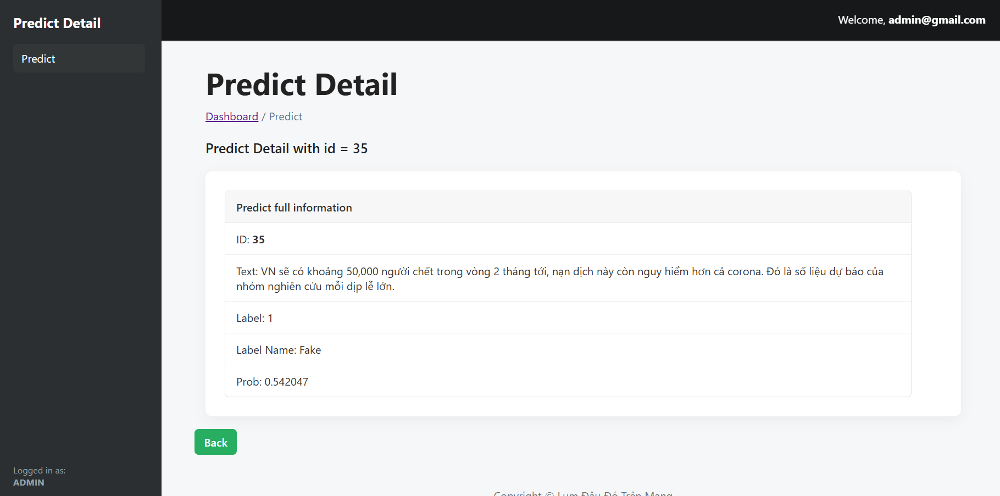 Predict Detail
Predict
Logged in as:
ADMIN
Welcome, admin@gmail.com
Predict Detail
Dashboard / Predict
Predict Detail with id = 35
Predict full information
ID: 35
Text: VN sẽ có khoảng 50,000 người chết trong vòng 2 tháng tới, nạn dịch này còn nguy hiểm hơn cả corona. Đó là số liệu dự báo của
nhóm nghiên cứu mỗi dịp lễ lớn.
Label: 1
Label Name: Fake
Prob: 0.542047
Back
Copyright © Lụm Đâu Đó Trên Mạng